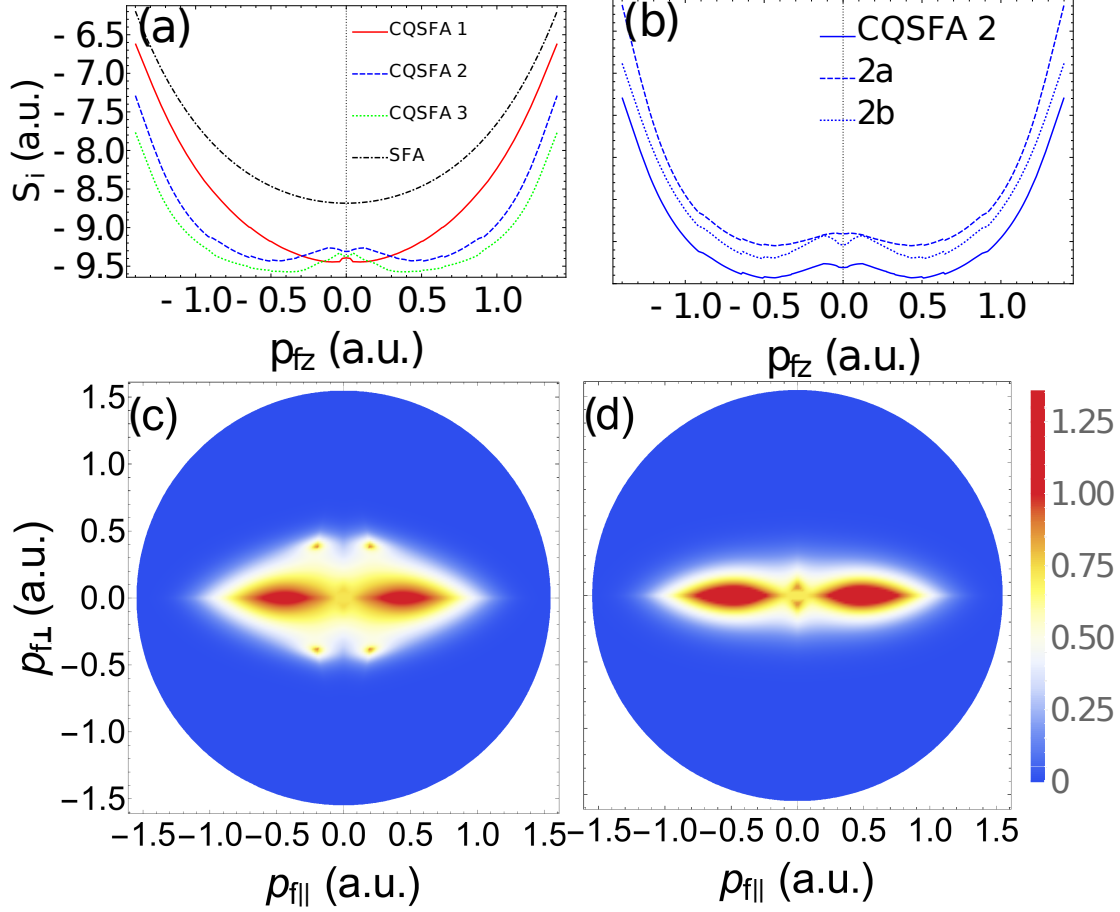 (a)
CQSFA 1
CQSFA 2
CQSFA 3
SFA
S_i (a.u.)
- 6.5
- 7.0
- 7.5
- 8.0
- 8.5
- 9.0
- 9.5
- 1.0 - 0.5 0.0 0.5 1.0
p_fz (a.u.)
(b)
CQSFA 2
2a
2b
- 1.0 - 0.5 0.0 0.5 1.0
p_fz (a.u.)
(c)
p_f⊥ (a.u.)
1.5
1.0
0.5
0.0
−0.5
−1.0
−1.5
−1.5 −1.0 −0.5 0.0 0.5 1.0 1.5
p_f|| (a.u.)
(d)
−1.5 −1.0 −0.5 0.0 0.5 1.0 1.5
p_f|| (a.u.)
1.25
1.00
0.75
0.50
0.25
0